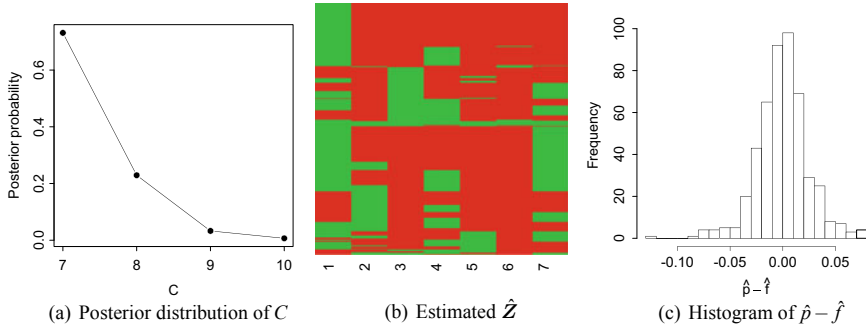 Posterior probability
0.6
0.4
0.2
0.0
7 8 9 10
C
(a) Posterior distribution of C
1 2 3 4 5 6 7
(b) Estimated Ẑ
Frequency
100
80
60
40
20
0
-0.10 -0.05 0.00 0.05
p̂ − f̂
(c) Histogram of p̂ − f̂